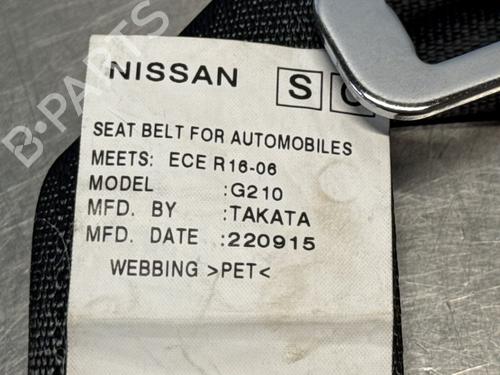 NISSAN S
SEAT BELT FOR AUTOMOBILES
MEETS: ECE R16-06
MODEL :G210
MFD. BY :TAKATA
MFD. DATE :220915
WEBBING >PET<
B-PARTS